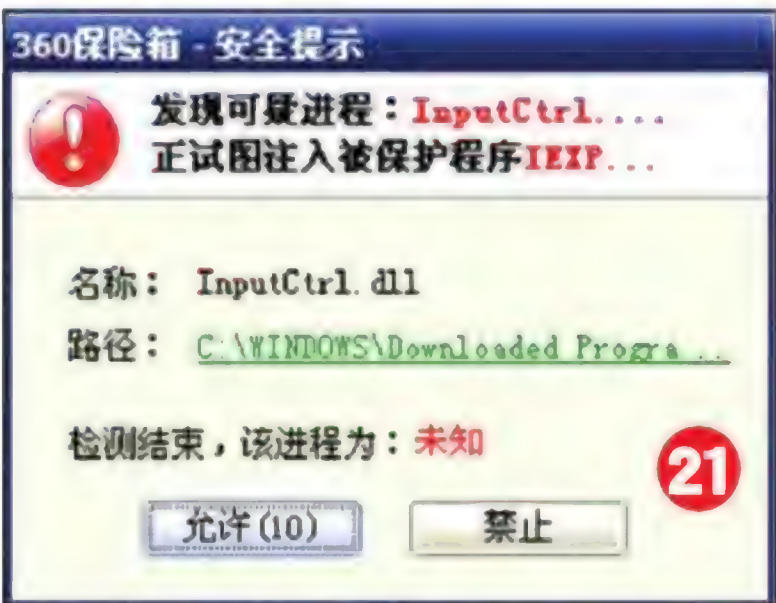 360保险箱 - 安全提示
发现可疑进程：InputCtrl....
正试图注入被保护程序IEXP...
名称： InputCtrl.dll
路径： C:\WINDOWS\Downloaded Progra...
检测结束，该进程为：未知
21
允许(10) 禁止